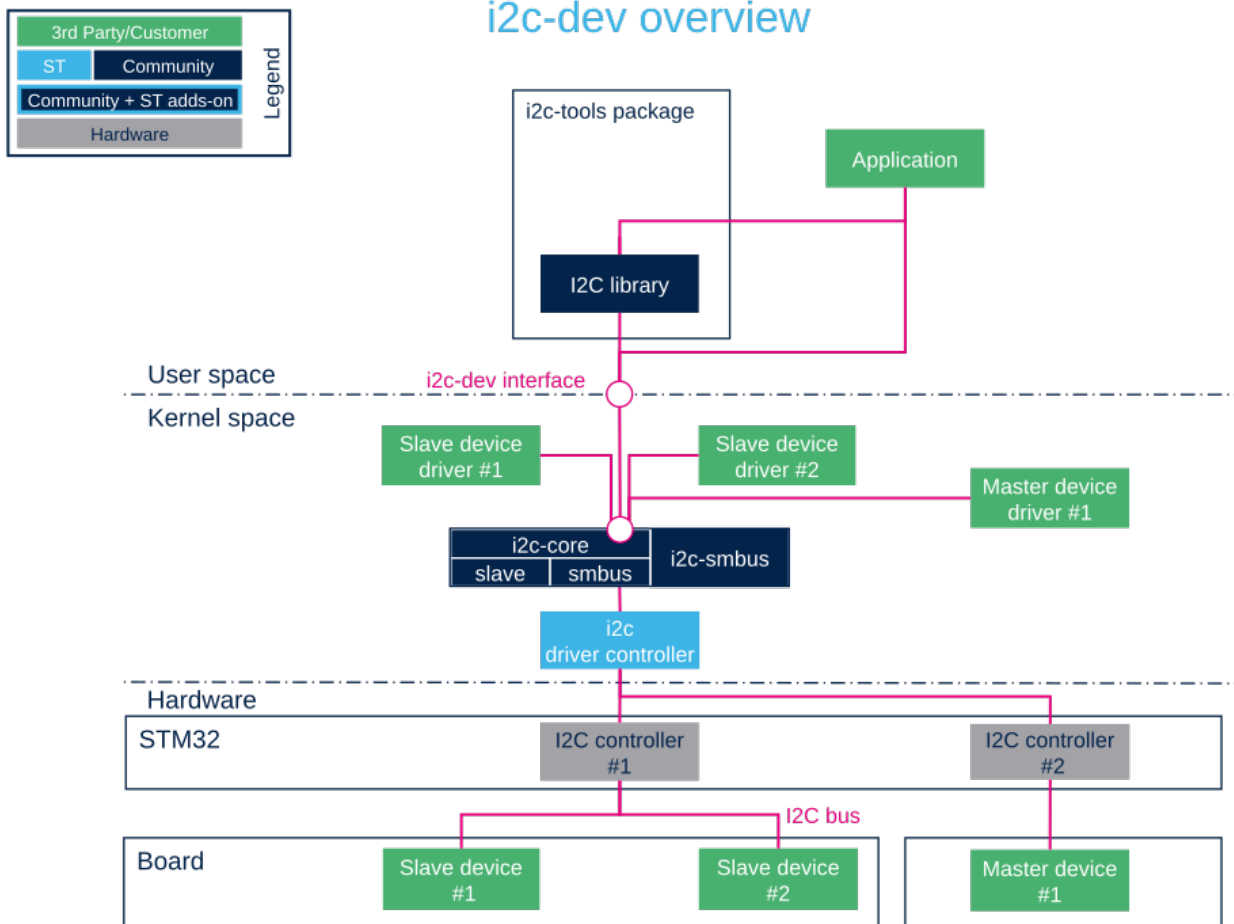 i2c-dev overview
3rd Party/Customer
ST
Community
Community + ST adds-on
Hardware
Legend
i2c-tools package
Application
I2C library
User space
i2c-dev interface
Kernel space
Slave device
driver #1
Slave device
driver #2
Master device
driver #1
i2c-core
slave
smbus
i2c-smbus
i2c
driver controller
Hardware
STM32
I2C controller
#1
I2C controller
#2
I2C bus
Board
Slave device
#1
Slave device
#2
Master device
#1